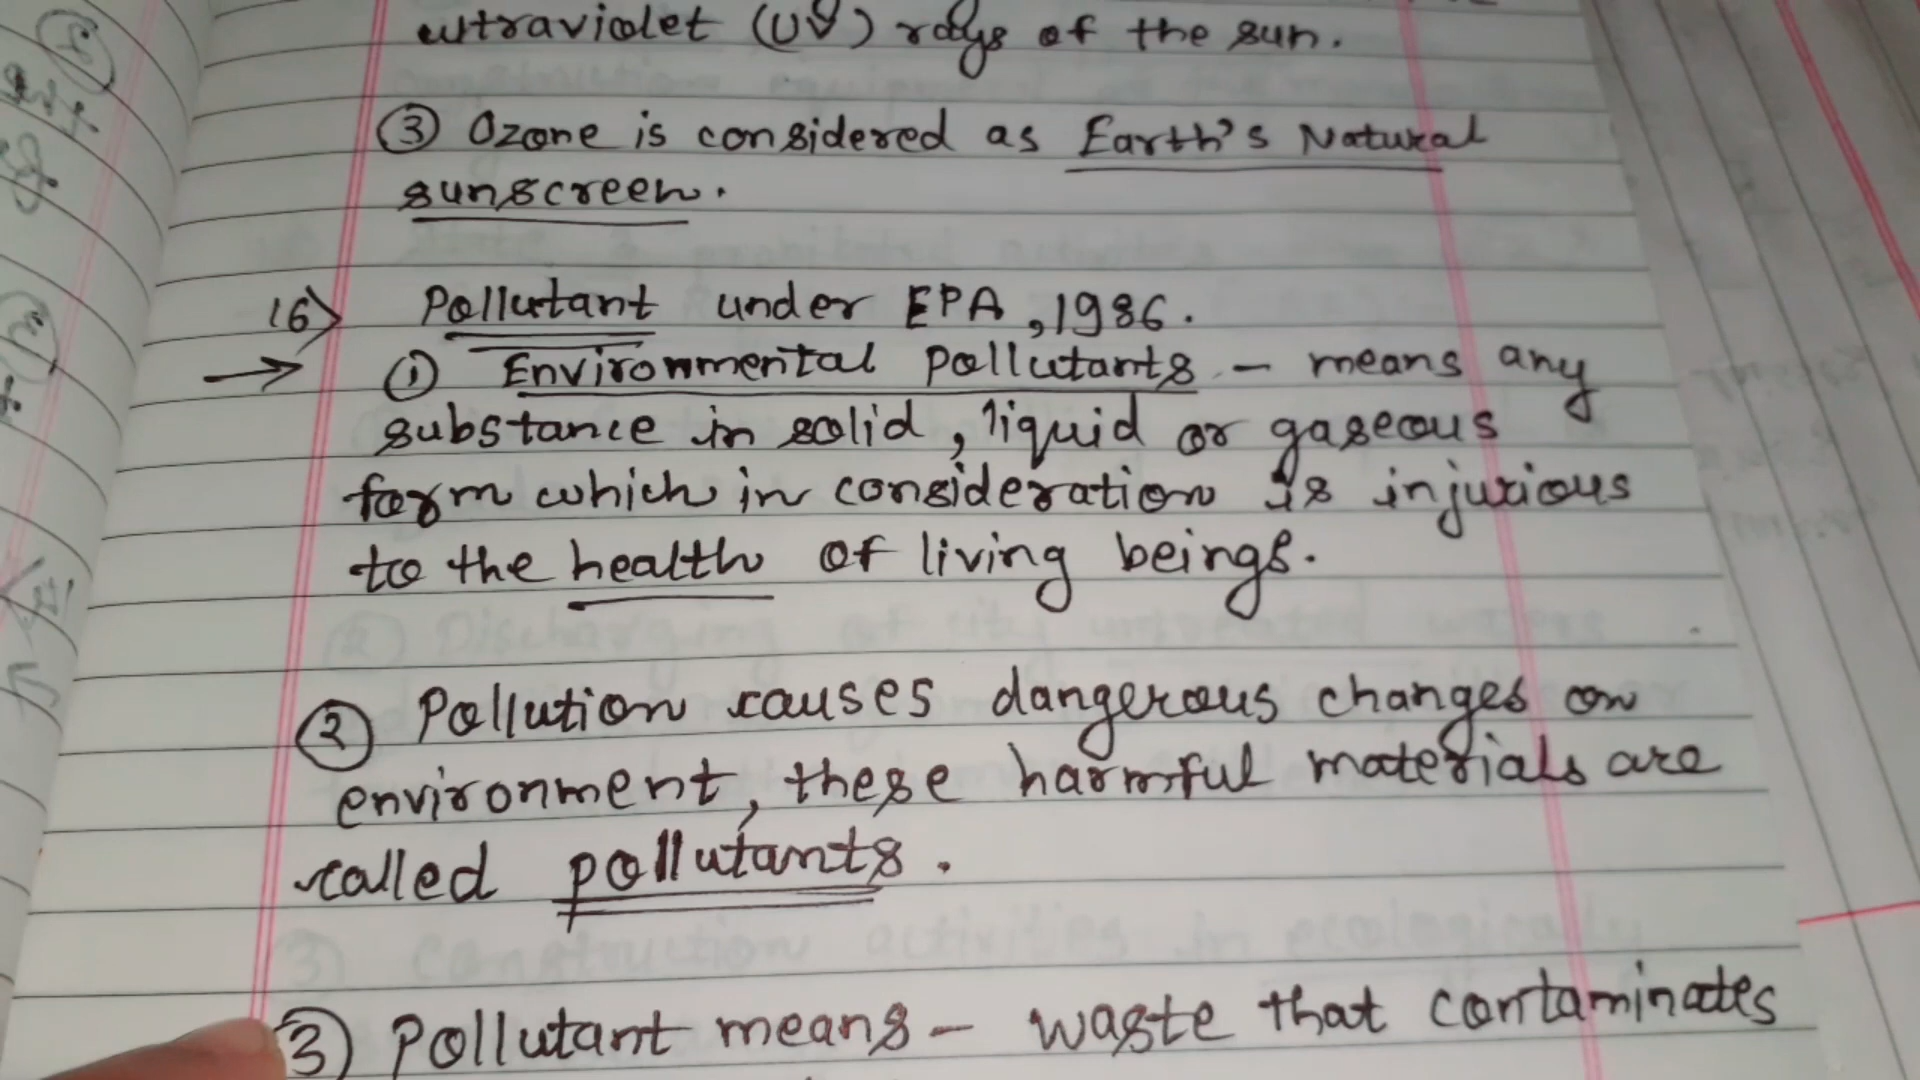 ultraviolet (UV) rays of the sun.
③ Ozone is considered as Earth's Natural
sunscreen.
16) Pollutant under EPA, 1986.
→ ① Environmental Pollutants - means any
substance in solid, liquid or gaseous
form which in consideration is injurious
to the health of living beings.
② Pollution causes dangerous changes on
environment, these harmful materials are
called pollutants.
③ Pollutant means - waste that contaminates